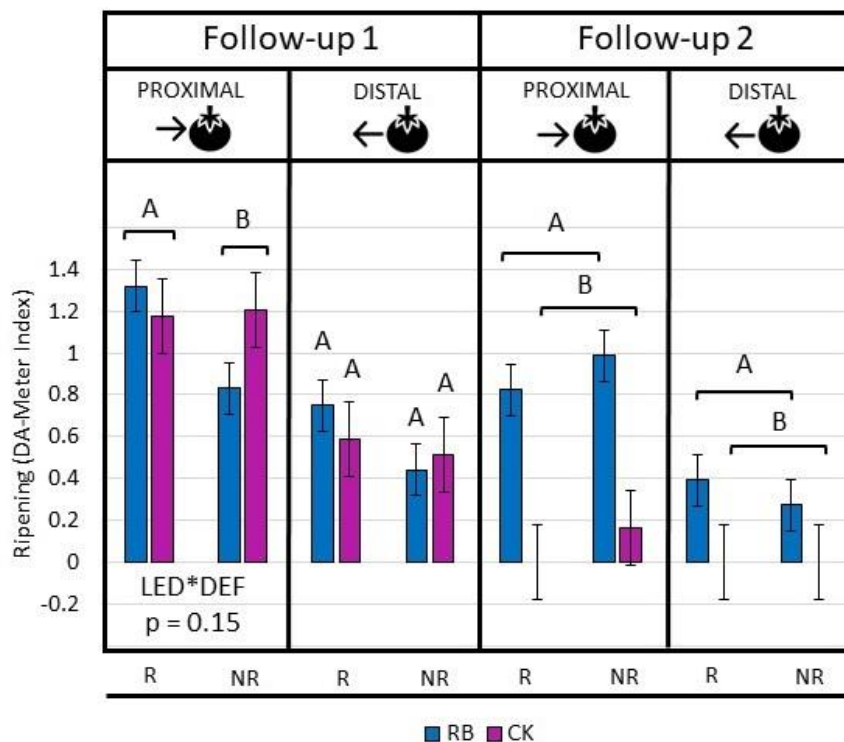 Follow-up 1 Follow-up 2
PROXIMAL DISTAL PROXIMAL DISTAL
Ripening (DA-Meter Index)
1.4
1.2
1
0.8
0.6
0.4
0.2
0
-0.2
A B
A A A A
A
B
A
B
LED*DEF
p = 0.15
R NR R NR R NR R NR
RB CK